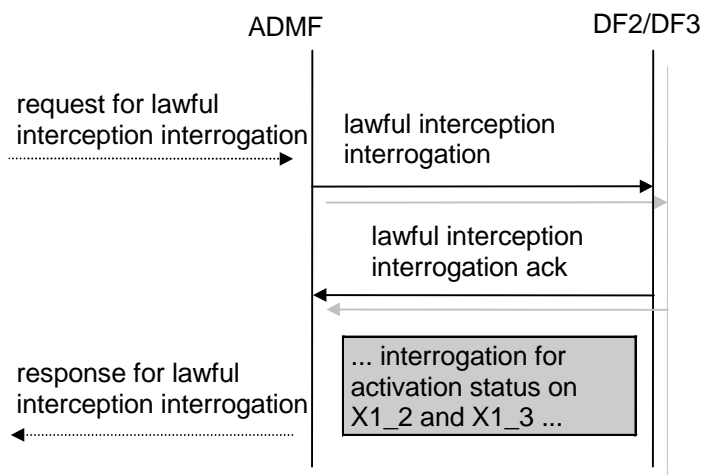 ADMF
DF2/DF3
request for lawful
interception interrogation
lawful interception
interrogation
lawful interception
interrogation ack
... interrogation for
activation status on
X1_2 and X1_3 ...
response for lawful
interception interrogation